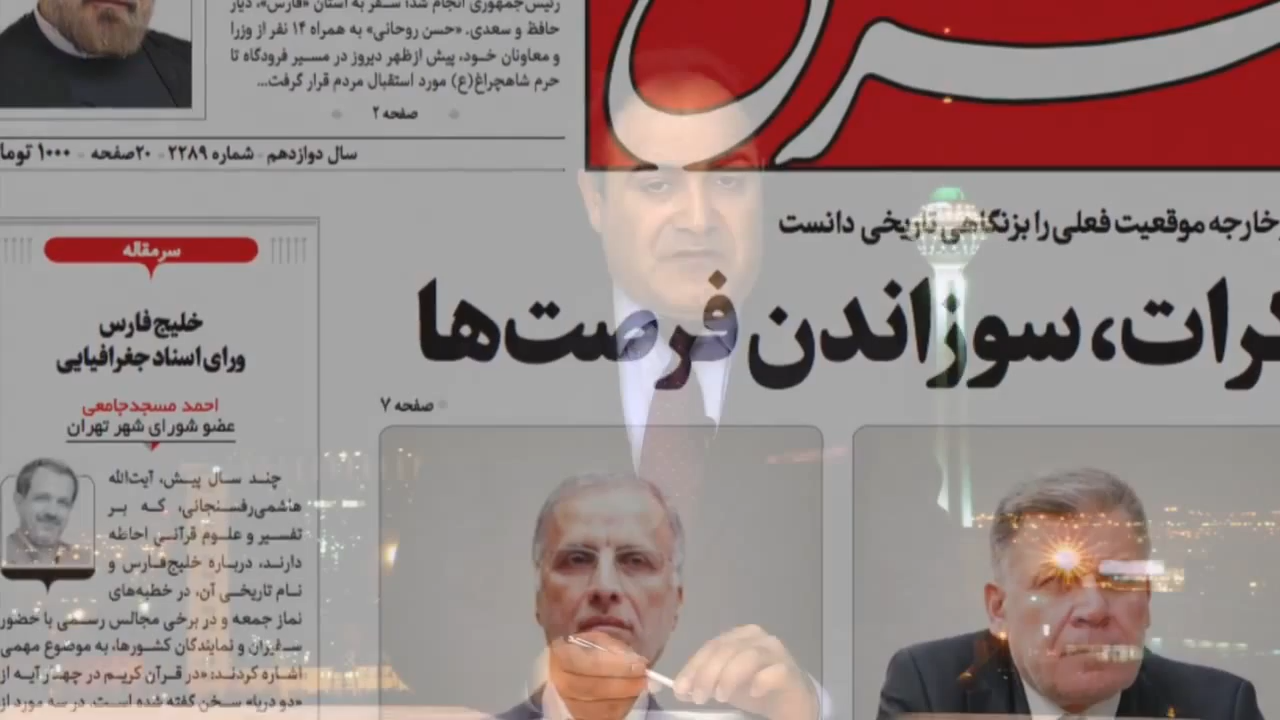 رئیس‌جمهوری انجام شد، سفر به استان «فارس»، دیار
حافظ و سعدی. «حسن روحانی» به همراه ۱۴ نفر از وزرا
و معاونان خود، پیش ازظهر دیروز در مسیر فرودگاه تا
حرم شاهچراغ(ع) مورد استقبال مردم قرار گرفت...
صفحه ۲
سال دوازدهم شماره ۲۲۸۹ ۲۰صفحه ۱۰۰۰ توما
خارجه موقعیت فعلی را بزنگاهی تاریخی دانست
کرات، سوزاندن فرصت‌ها
صفحه ۷
سرمقاله
خلیج فارس
ورای اسناد جغرافیایی
احمد مسجدجامعی
عضو شورای شهر تهران
چند سال پیش، آیت‌الله
هاشمی‌رفسنجانی، که بر
تفسیر و علوم قرآنی احاطه
دارند، درباره خلیج‌فارس و
نام تاریخی آن، در خطبه‌های
نماز جمعه و در برخی مجالس رسمی با حضور
سفیران و نمایندگان کشورها، به موضوع مهمی
اشاره کردند: «در قرآن کریم در چهار آیه از
«دو دریا» سخن گفته شده است. در سه مورد از